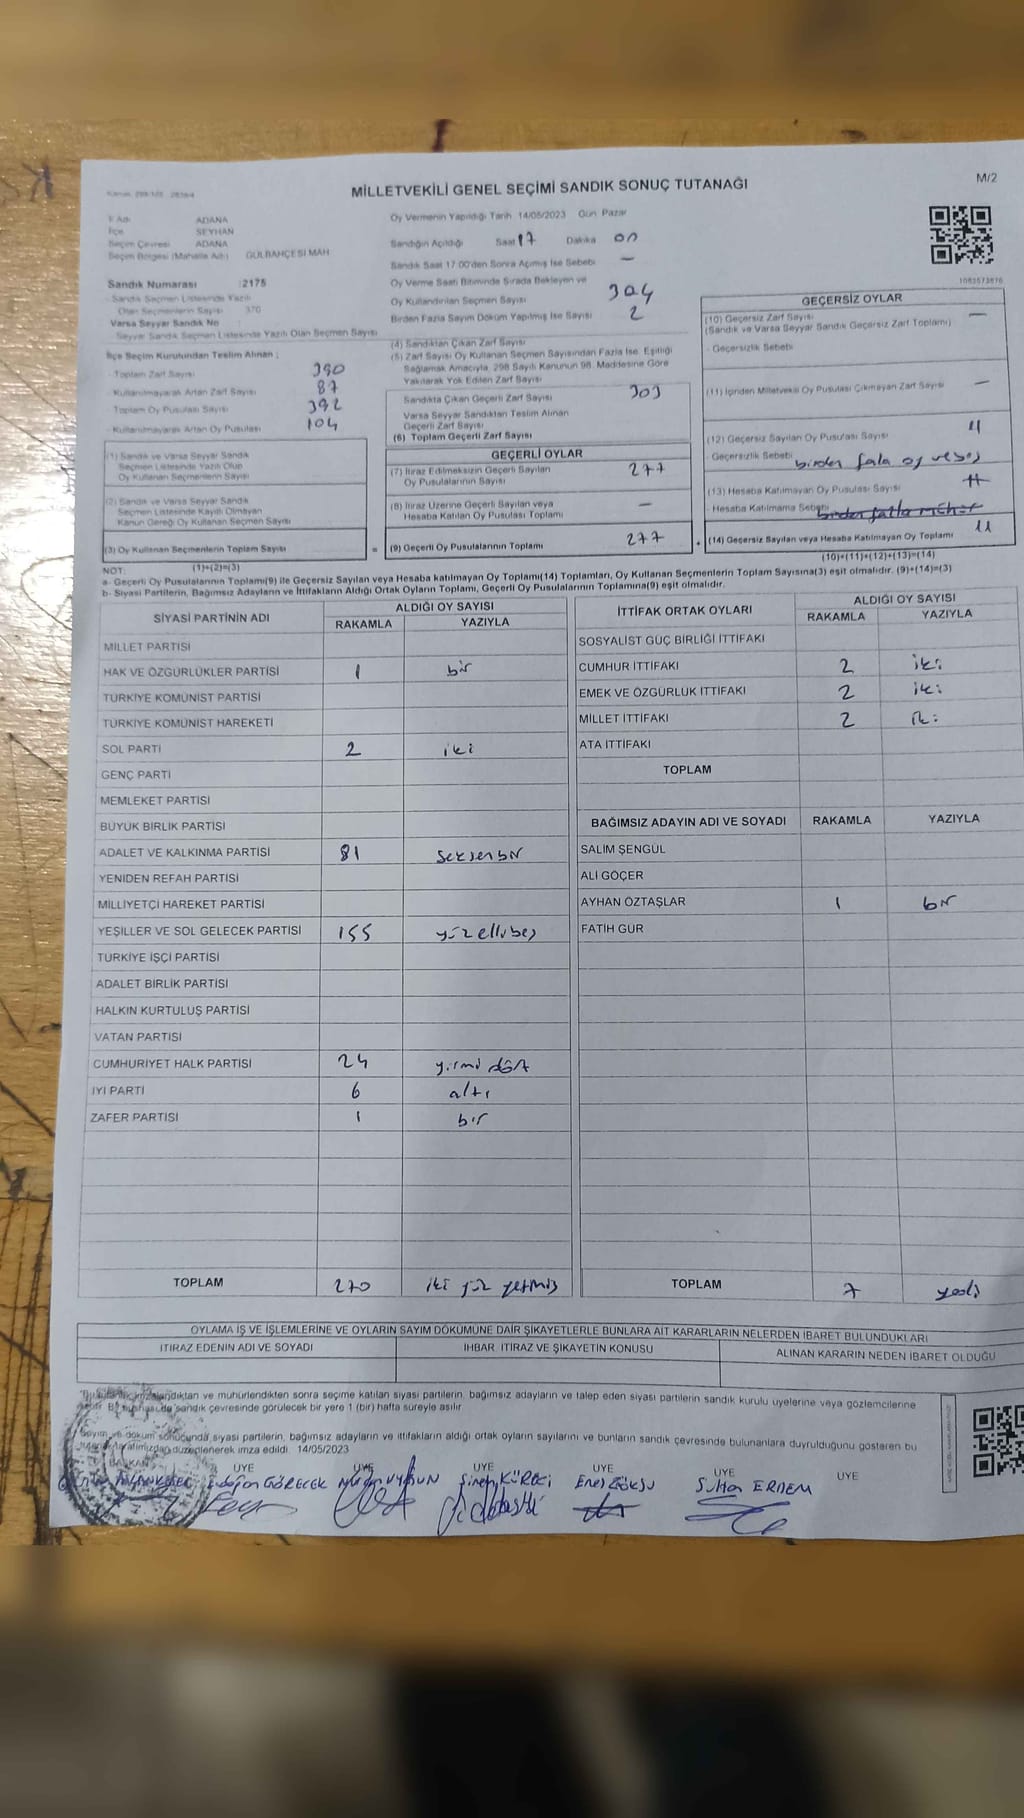 MİLLETVEKİLİ GENEL SEÇİMİ SANDIK SONUÇ TUTANAĞI
M/2
İl Adı ADANA
İlçe SEYHAN
Seçim Çevresi ADANA
Seçim Bölgesi (Mahalle Adı) GÜLBAHÇESİ MAH
Sandık Numarası :2175
Sandık Seçmen Listesinde Yazılı
Olan Seçmenlerin Sayısı 370
Varsa Seyyar Sandık No
Seyyar Sandık Seçmen Listesinde Yazılı Olan Seçmen Sayısı
İlçe Seçim Kurulundan Teslim Alınan ;
- Toplam Zarf Sayısı 390
- Kullanılmayarak Artan Zarf Sayısı 87
Toplam Oy Pusulası Sayısı 392
- Kullanılmayarak Artan Oy Pusulası 104
(1) Sandık ve Varsa Seyyar Sandık
Seçmen Listesinde Yazılı Olup
Oy Kullanan Seçmenlerin Sayısı
(2) Sandık ve Varsa Seyyar Sandık
Seçmen Listesinde Kayıtlı Olmayan
Kanun Gereği Oy Kullanan Seçmen Sayısı
(3) Oy Kullanan Seçmenlerin Toplam Sayısı =
(1)+(2)=(3)
Oy Vermenin Yapıldığı Tarih 14/05/2023 Gün Pazar
Sandığın Açıldığı Saat 17 Dakika 00
Sandık Saat 17:00'den Sonra Açılmış İse Sebebi –
Oy Verme Saati Bitiminde Sırada Bekleyen ve
Oy Kullandırılan Seçmen Sayısı 304
Birden Fazla Sayım Döküm Yapılmış İse Sayısı 2
(4) Sandıktan Çıkan Zarf Sayısı
(5) Zarf Sayısı Oy Kullanan Seçmen Sayısından Fazla İse, Eşitliği
Sağlamak Amacıyla, 298 Sayılı Kanunun 98. Maddesine Göre
Yakılarak Yok Edilen Zarf Sayısı
Sandıkta Çıkan Geçerli Zarf Sayısı 303
Varsa Seyyar Sandıktan Teslim Alınan
Geçerli Zarf Sayısı
(6) Toplam Geçerli Zarf Sayısı
GEÇERLİ OYLAR
(7) İtiraz Edilmeksizin Geçerli Sayılan
Oy Pusulalarının Sayısı 277
(8) İtiraz Üzerine Geçerli Sayılan veya
Hesaba Katılan Oy Pusulası Toplamı –
(9) Geçerli Oy Pusulalarının Toplamı 277 +
1083573876
GEÇERSİZ OYLAR
(10) Geçersiz Zarf Sayısı –
(Sandık ve Varsa Seyyar Sandık Geçersiz Zarf Toplamı)
- Geçersizlik Sebebi
(11) İçinden Milletvekili Oy Pusulası Çıkmayan Zarf Sayısı –
(12) Geçersiz Sayılan Oy Pusulası Sayısı 11
- Geçersizlik Sebebi birden fala oy
(13) Hesaba Katılmayan Oy Pusulası Sayısı 11
- Hesaba Katılmama Sebebi birden fazla mühür
(14) Geçersiz Sayılan veya Hesaba Katılmayan Oy Toplamı 11
(10)+(11)+(12)+(13)=(14)
NOT:
a- Geçerli Oy Pusulalarının Toplamı(9) ile Geçersiz Sayılan veya Hesaba katılmayan Oy Toplamı(14) Toplamları, Oy Kullanan Seçmenlerin Toplam Sayısına(3) eşit olmalıdır. (9)+(14)=(3)
b- Siyasi Partilerin, Bağımsız Adayların ve İttifakların Aldığı Ortak Oyların Toplamı, Geçerli Oy Pusulalarının Toplamına(9) eşit olmalıdır.
SİYASİ PARTİNİN ADI ALDIĞI OY SAYISI
RAKAMLA YAZIYLA
MİLLET PARTİSİ
HAK VE ÖZGÜRLÜKLER PARTİSİ 1 bir
TÜRKİYE KOMÜNİST PARTİSİ
TÜRKİYE KOMÜNİST HAREKETİ
SOL PARTİ 2 iki
GENÇ PARTİ
MEMLEKET PARTİSİ
BÜYÜK BİRLİK PARTİSİ
ADALET VE KALKINMA PARTİSİ 81 seksenbir
YENİDEN REFAH PARTİSİ
MİLLİYETÇİ HAREKET PARTİSİ
YEŞİLLER VE SOL GELECEK PARTİSİ 155 yüzellibeş
TÜRKİYE İŞÇİ PARTİSİ
ADALET BİRLİK PARTİSİ
HALKIN KURTULUŞ PARTİSİ
VATAN PARTİSİ
CUMHURİYET HALK PARTİSİ 24 yirmi dört
İYİ PARTİ 6 altı
ZAFER PARTİSİ 1 bir
TOPLAM 270 iki yüz yetmiş
İTTİFAK ORTAK OYLARI ALDIĞI OY SAYISI
RAKAMLA YAZIYLA
SOSYALİST GÜÇ BİRLİĞİ İTTİFAKI
CUMHUR İTTİFAKI 2 iki
EMEK VE ÖZGÜRLÜK İTTİFAKI 2 iki
MİLLET İTTİFAKI 2 iki
ATA İTTİFAKI
TOPLAM
BAĞIMSIZ ADAYIN ADI VE SOYADI RAKAMLA YAZIYLA
SALİM ŞENGÜL
ALİ GÖÇER
AYHAN ÖZTAŞLAR 1 bir
FATİH GÜR
TOPLAM 7 yedi
OYLAMA İŞ VE İŞLEMLERİNE VE OYLARIN SAYIM DÖKÜMÜNE DAİR ŞİKAYETLERLE BUNLARA AİT KARARLARIN NELERDEN İBARET BULUNDUKLARI
İTİRAZ EDENİN ADI VE SOYADI İHBAR İTİRAZ VE ŞİKAYETİN KONUSU ALINAN KARARIN NEDEN İBARET OLDUĞU
imzalandıktan ve mühürlendikten sonra seçime katılan siyasi partilerin, bağımsız adayların ve talep eden siyasi partilerin sandık kurulu üyelerine veya gözlemcilerine
sandık çevresinde görülecek bir yere 1 (bir) hafta süreyle asılır.
Sayım ve döküm sonucunda siyasi partilerin, bağımsız adayların ve ittifakların aldığı ortak oyların sayılarını ve bunların sandık çevresinde bulunanlara duyurulduğunu gösteren bu
tarafımızdan düzenlenerek imza edildi. 14/05/2023
BAŞKAN ÜYE ÜYE ÜYE ÜYE ÜYE ÜYE
Erdoğan GÖRECEK UYGUN Sinem KÜRECİ Enes GÖKSU Sultan ERDEM